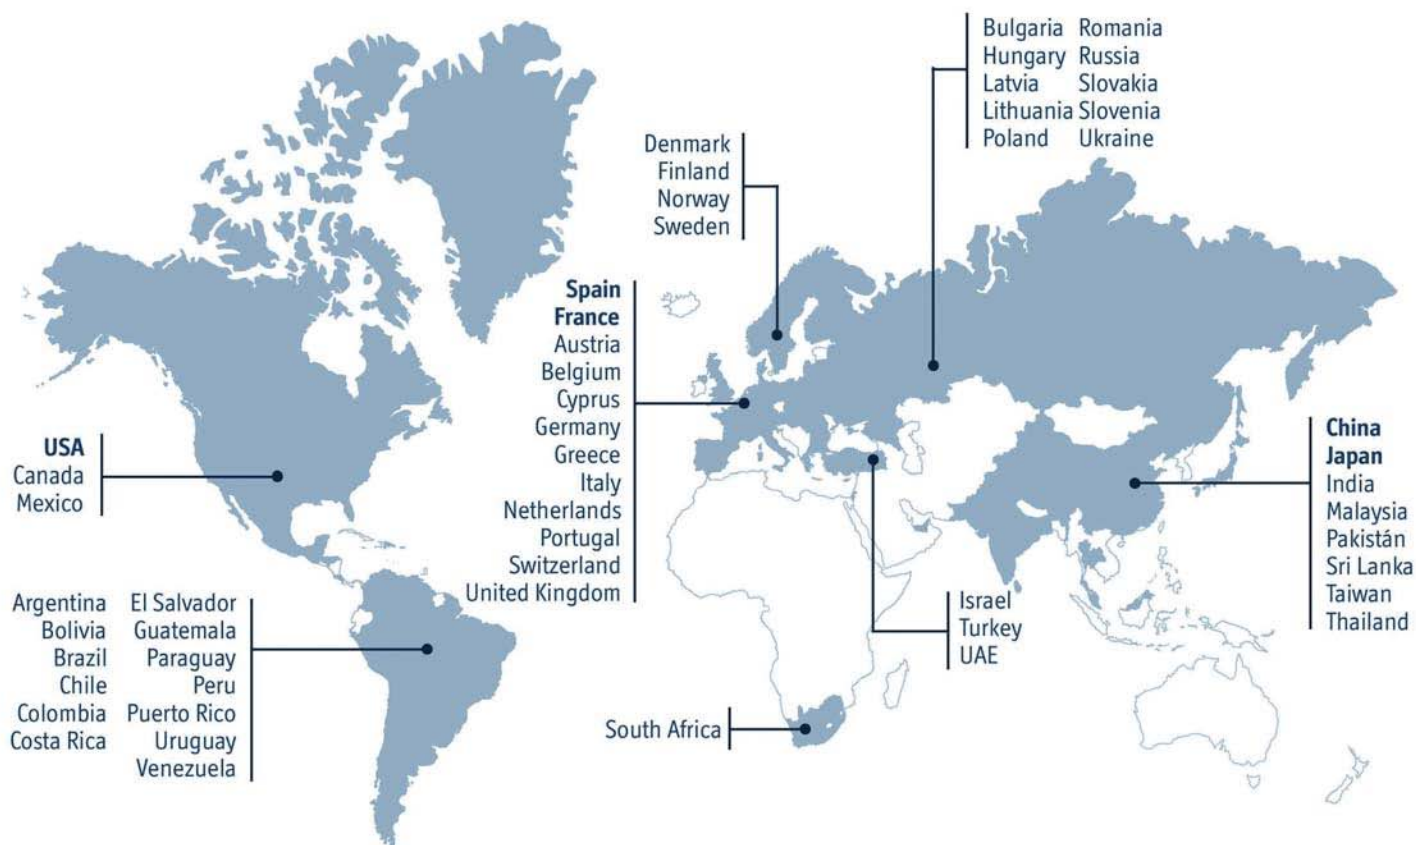 Bulgaria Romania
Hungary Russia
Latvia Slovakia
Lithuania Slovenia
Poland Ukraine
Denmark
Finland
Norway
Sweden
Spain
France
Austria
Belgium
Cyprus
Germany
Greece
Italy
Netherlands
Portugal
Switzerland
United Kingdom
USA
Canada
Mexico
China
Japan
India
Malaysia
Pakistán
Sri Lanka
Taiwan
Thailand
Argentina El Salvador
Bolivia Guatemala
Brazil Paraguay
Chile Peru
Colombia Puerto Rico
Costa Rica Uruguay
Venezuela
Israel
Turkey
UAE
South Africa